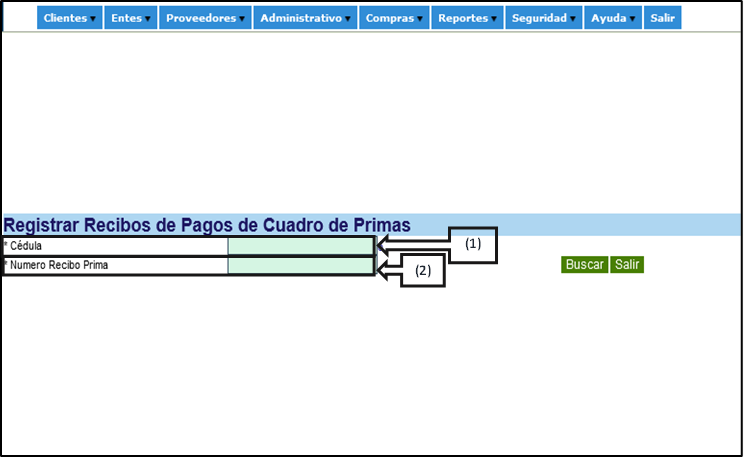 Clientes Entes Proveedores Administrativo Compras Reportes Seguridad Ayuda Salir
Registrar Recibos de Pagos de Cuadro de Primas
* Cédula (1)
* Numero Recibo Prima (2) Buscar Salir